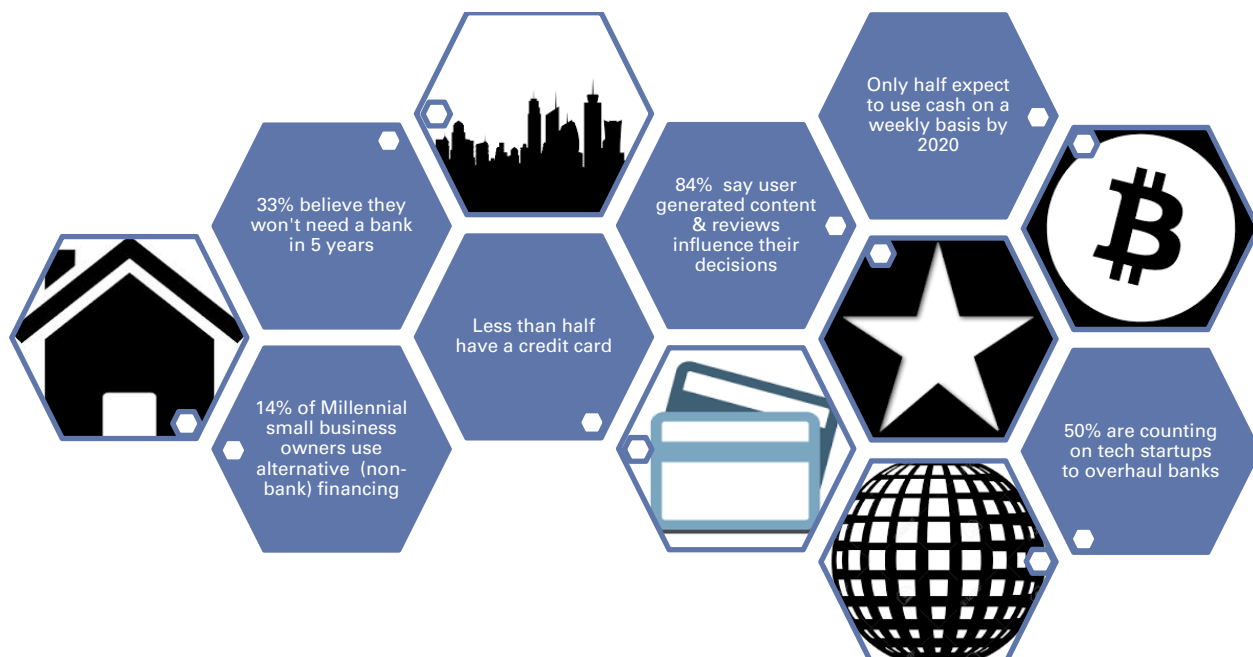 33% believe they
won't need a bank
in 5 years
14% of Millennial
small business
owners use
alternative  (non-
bank) financing
Less than half
have a credit card
84%  say user
generated content
& reviews
influence their
decisions
Only half expect
to use cash on a
weekly basis by
2020
50% are counting
on tech startups
to overhaul banks